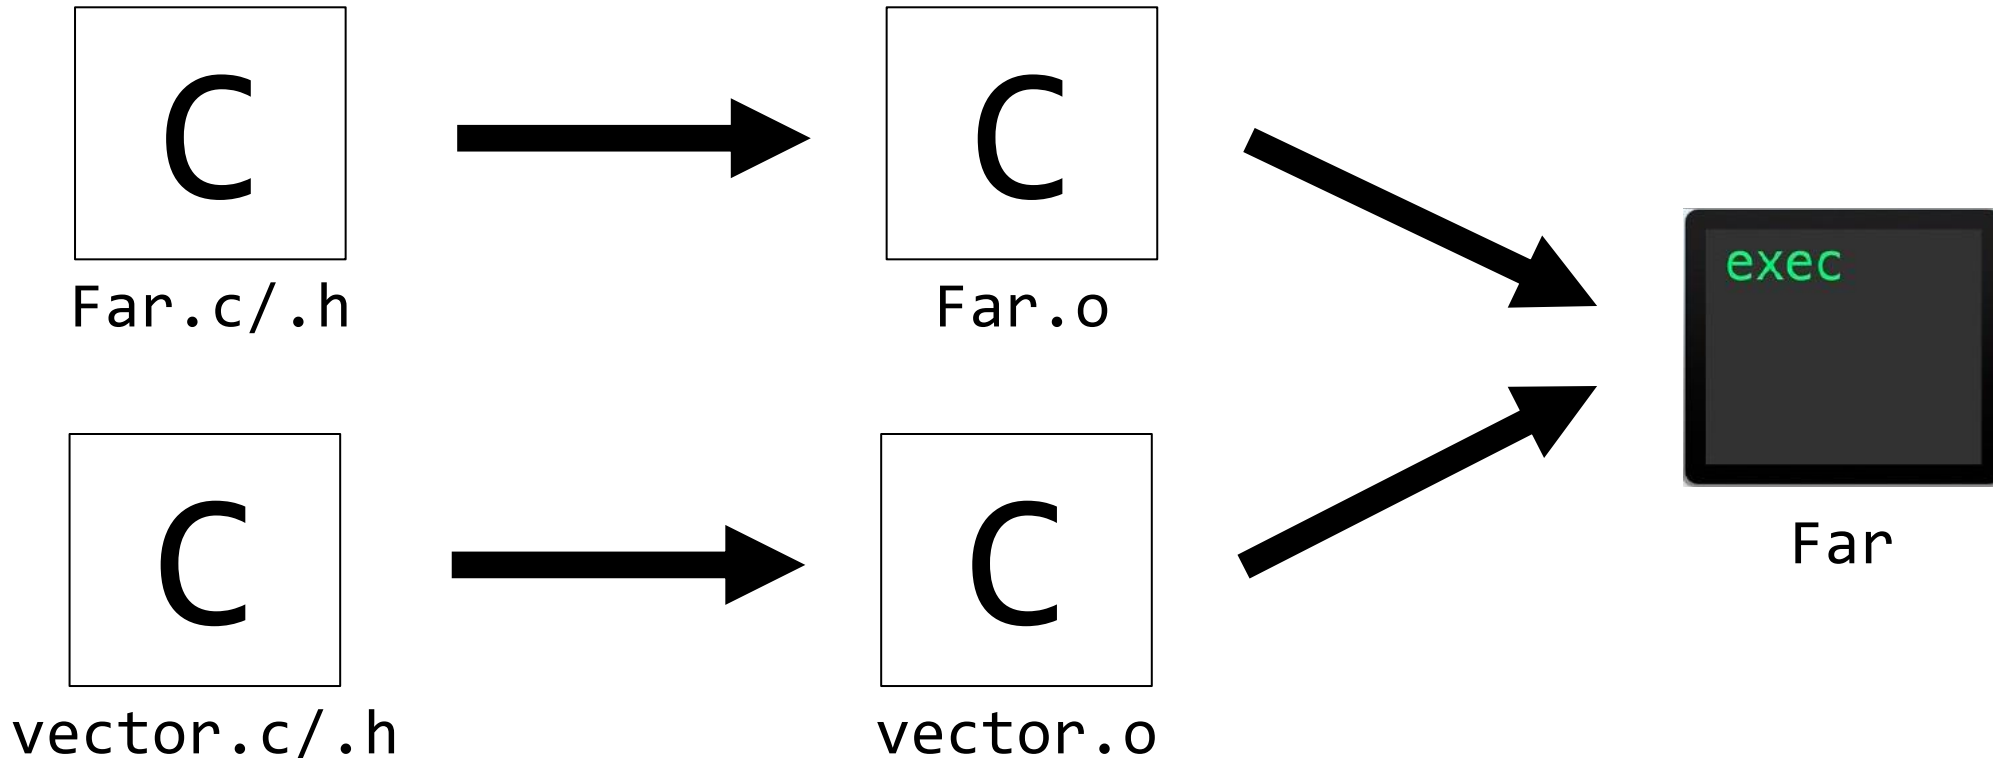 C
Far.c/.h
C
Far.o
exec
Far
C
vector.c/.h
C
vector.o